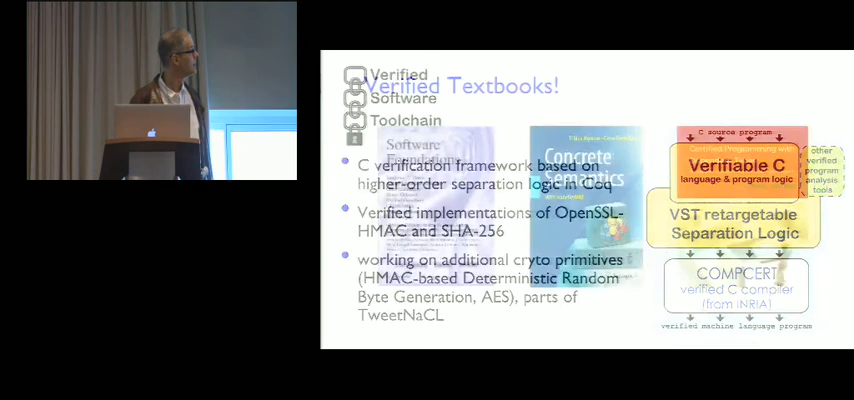 Verified Textbooks!
Verified
Software
Toolchain
C verification framework based on
higher-order separation logic in Coq
Verified implementations of OpenSSL-
HMAC and SHA-256
working on additional cryto primitives
(HMAC-based Deterministic Random
Byte Generation, AES), parts of
TweetNaCL
Software
Foundations
Concrete
Semantics
C source program
Certified Programming with
Verifiable C
language & program logic
other
verified
program
analysis
tools
VST retargetable
Separation Logic
COMPCERT
verified C compiler
(from INRIA)
verified machine language program